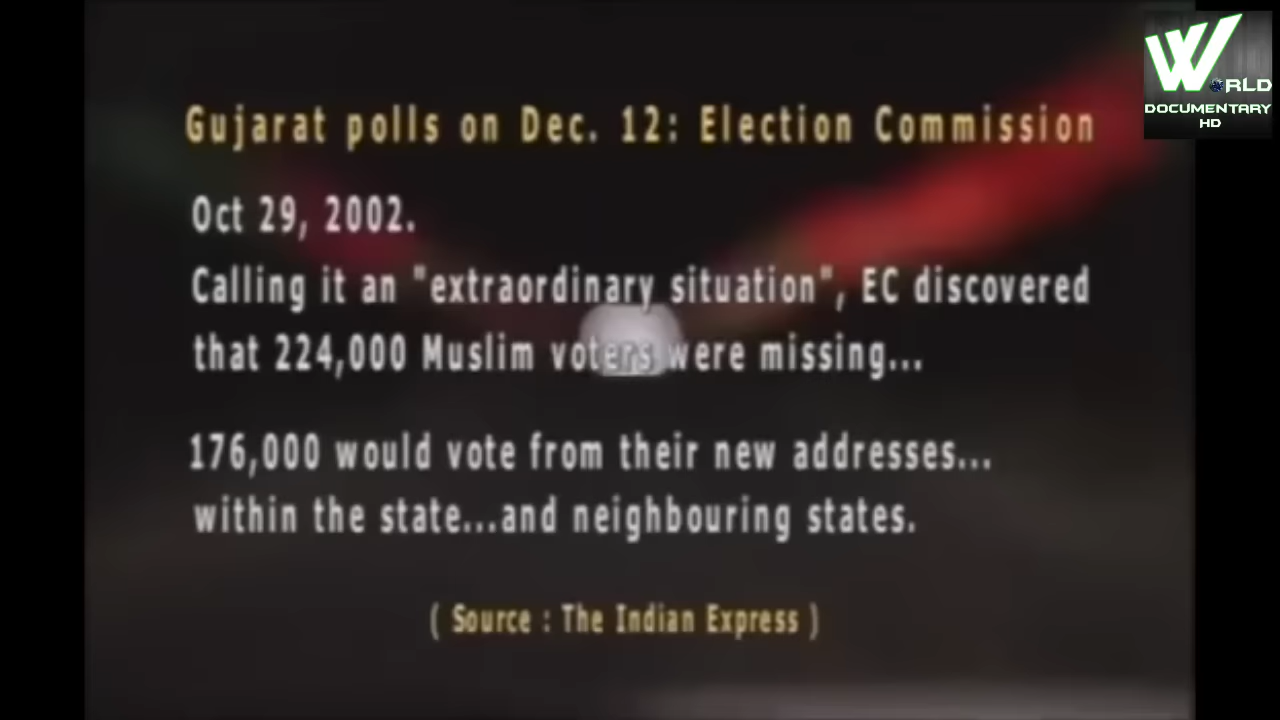 Gujarat polls on Dec. 12: Election Commission
Oct 29, 2002.
Calling it an "extraordinary situation", EC discovered
that 224,000 Muslim voters were missing...
176,000 would vote from their new addresses...
within the state...and neighbouring states.
( Source : The Indian Express )
WORLD
DOCUMENTARY
HD